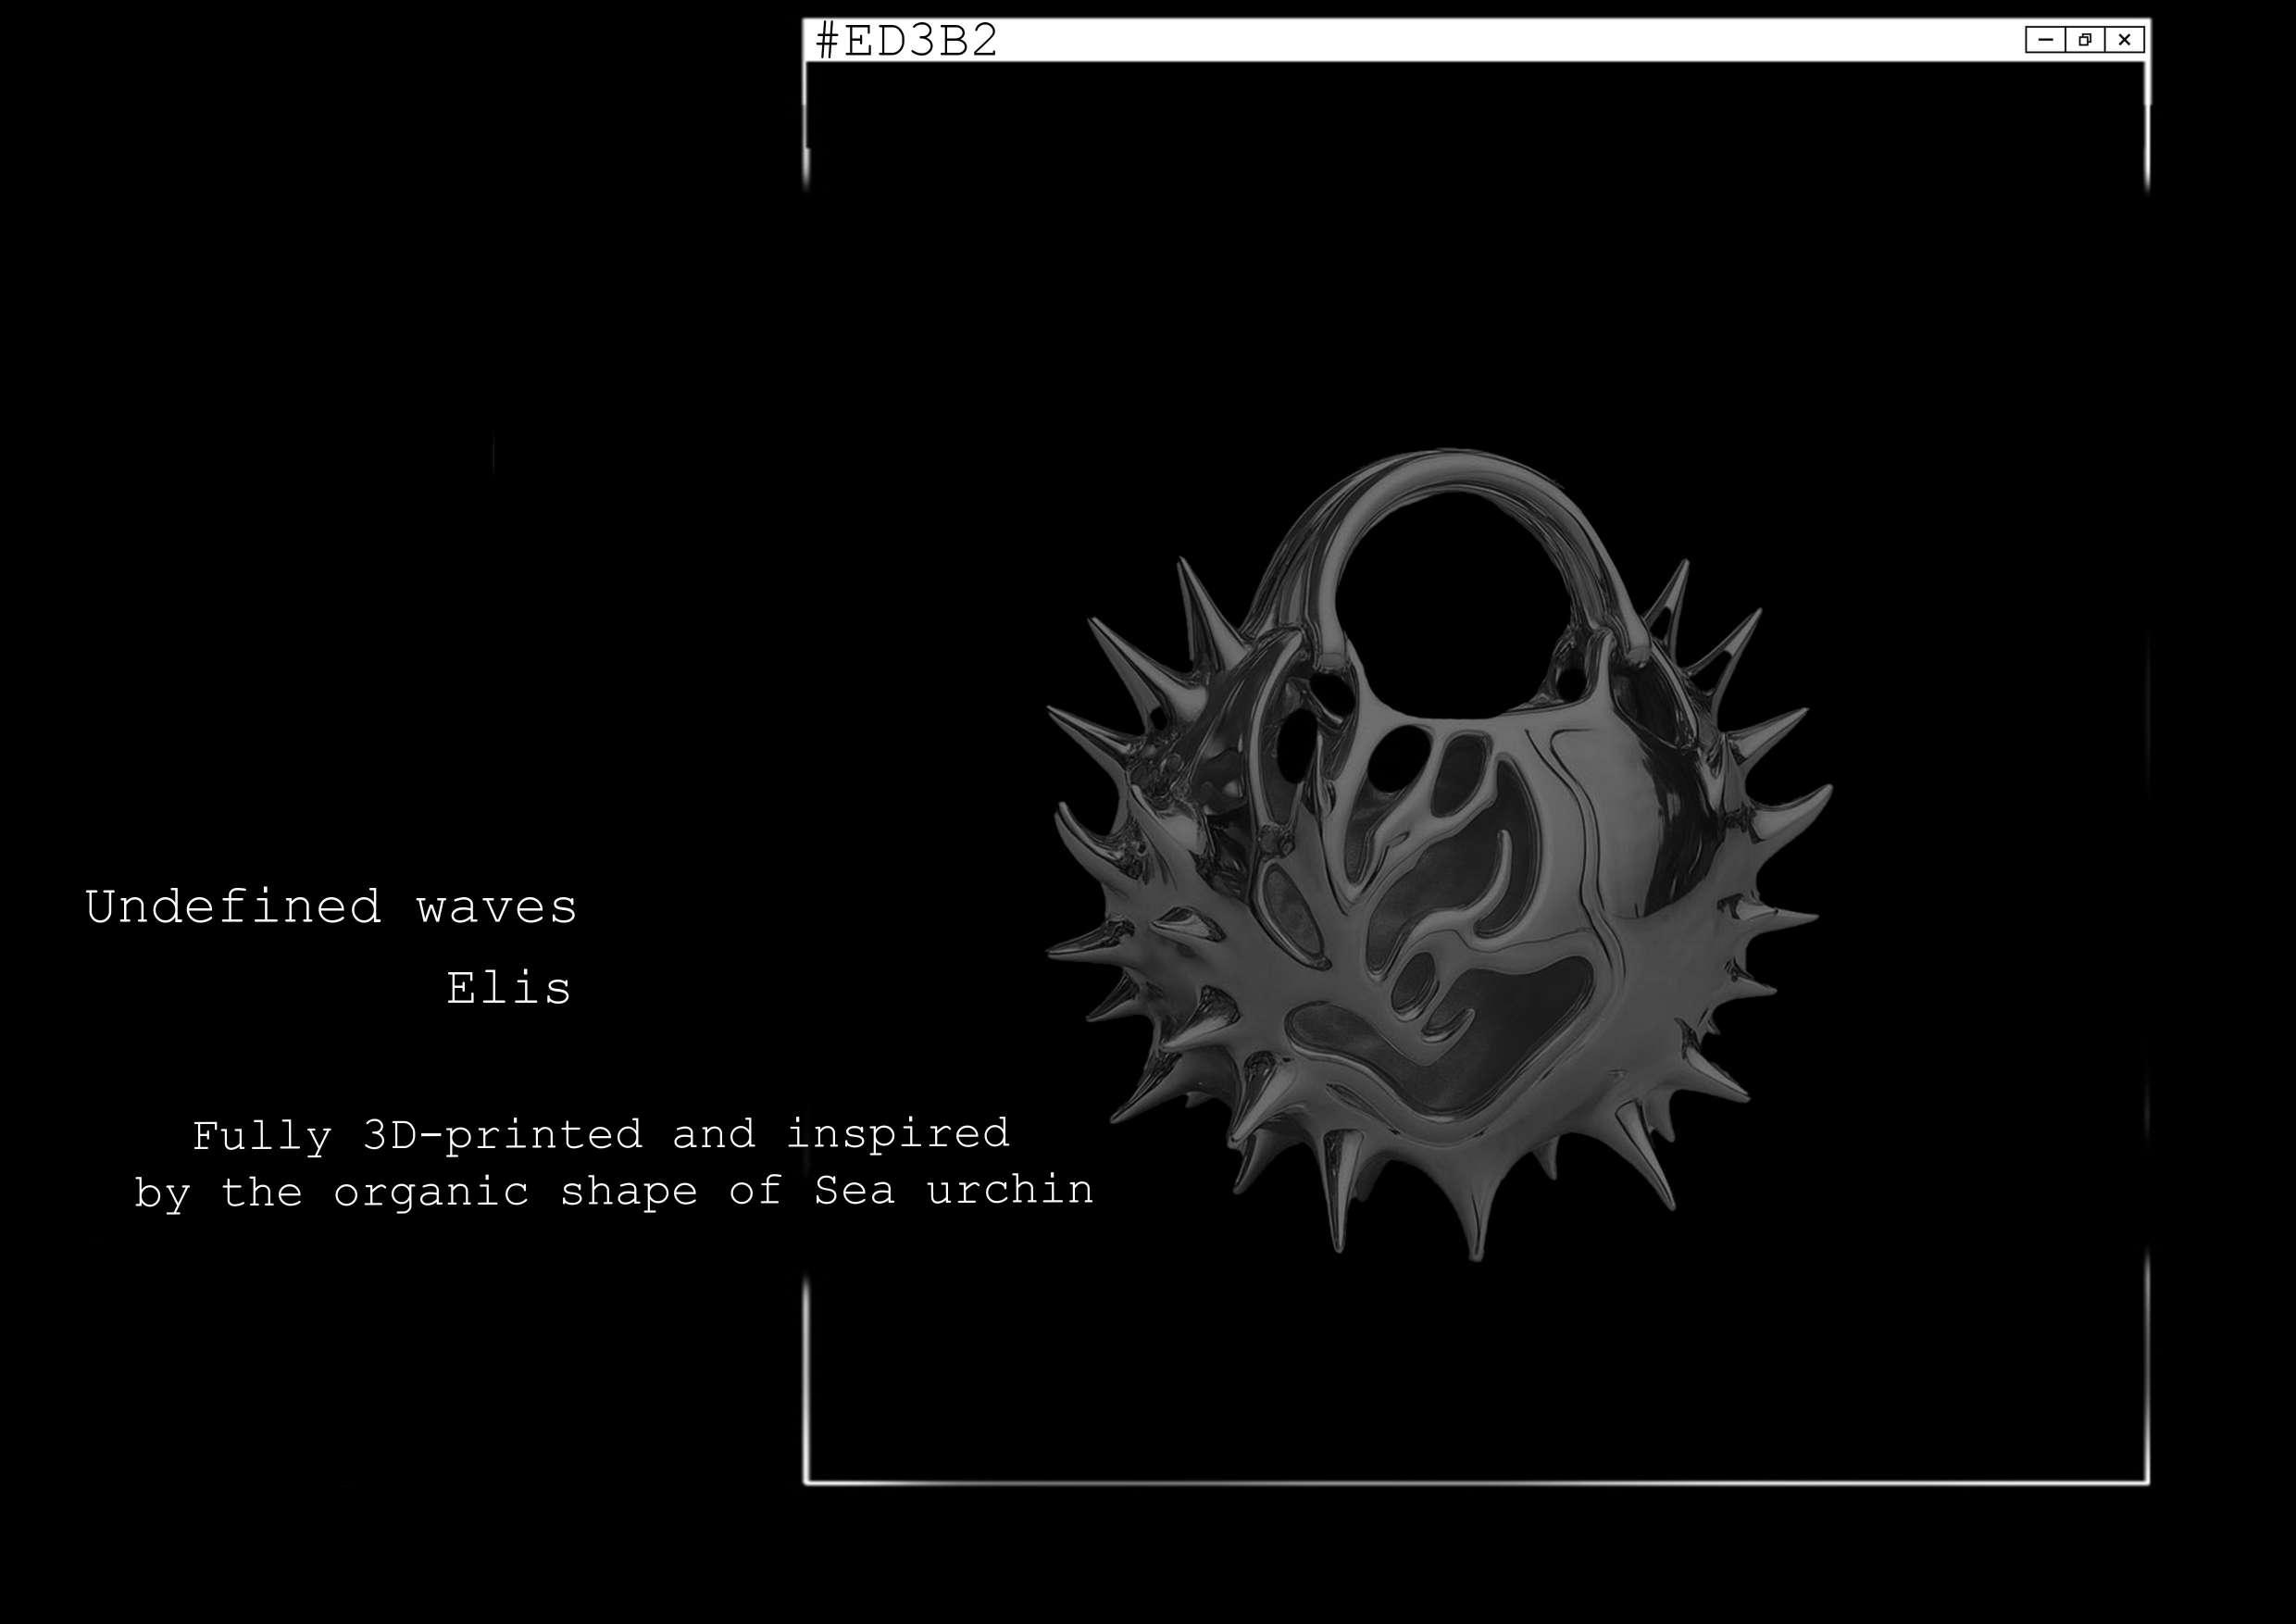 #ED3B2
Undefined waves
Elis
Fully 3D-printed and inspired
by the organic shape of Sea urchin